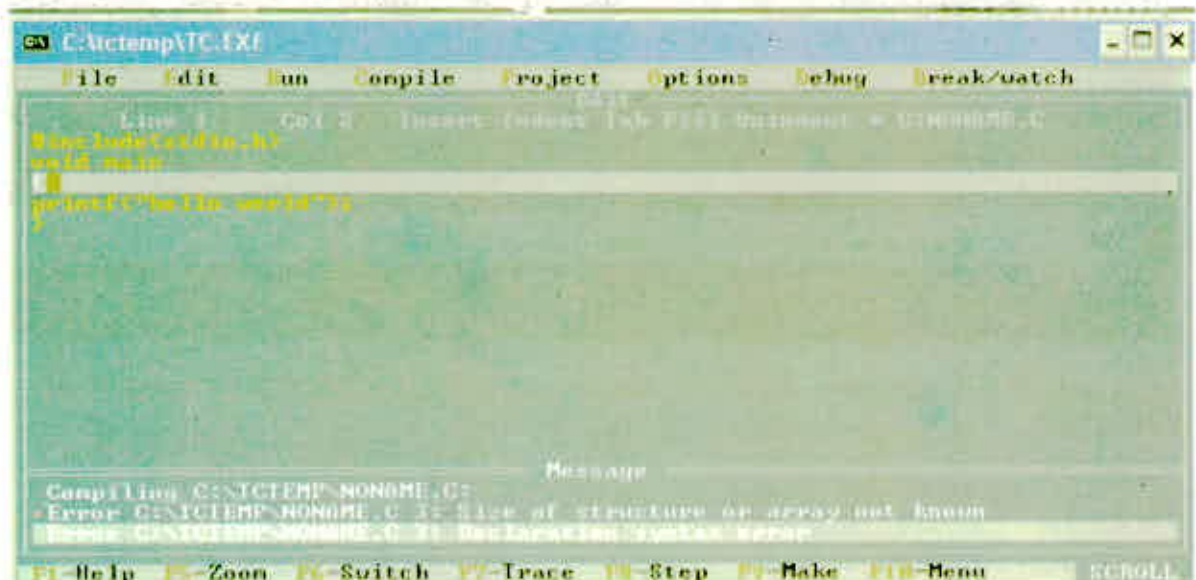 C:\tctemp\TC.EXE
File Edit Run Compile Project Options Debug Break/watch
Edit
Line 3 Col 2 Insert Indent Tab Fill Unindent * C:NONAME.C
#include<stdio.h>
void main
{
printf("hello world");
}
Message
Compiling C:\TCTEMP\NONAME.C:
Error C:\TCTEMP\NONAME.C 3: Size of structure or array not known
Error C:\TCTEMP\NONAME.C 3: Declaration syntax error
F1-Help F5-Zoom F6-Switch F7-Trace F8-Step F9-Make F10-Menu SCROLL